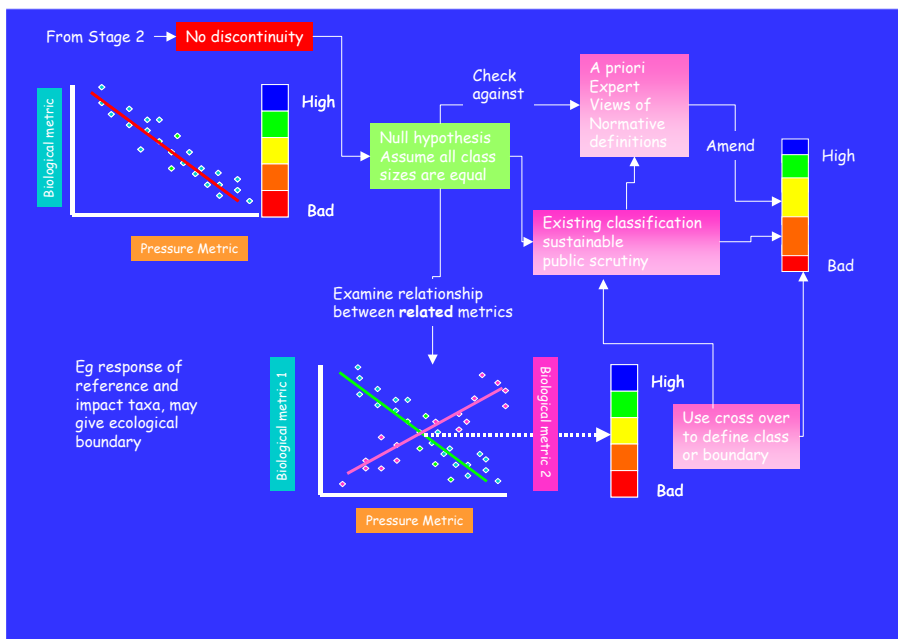 From Stage 2
No discontinuity
Biological metric
High
Bad
Pressure Metric
Null hypothesis
Assume all class
sizes are equal
Check
against
A priori
Expert
Views of
Normative
definitions
Amend
High
Bad
Existing classification
sustainable
public scrutiny
Examine relationship
between related metrics
Eg response of
reference and
impact taxa, may
give ecological
boundary
Biological metric 1
Biological metric 2
Pressure Metric
High
Bad
Use cross over
to define class
or boundary